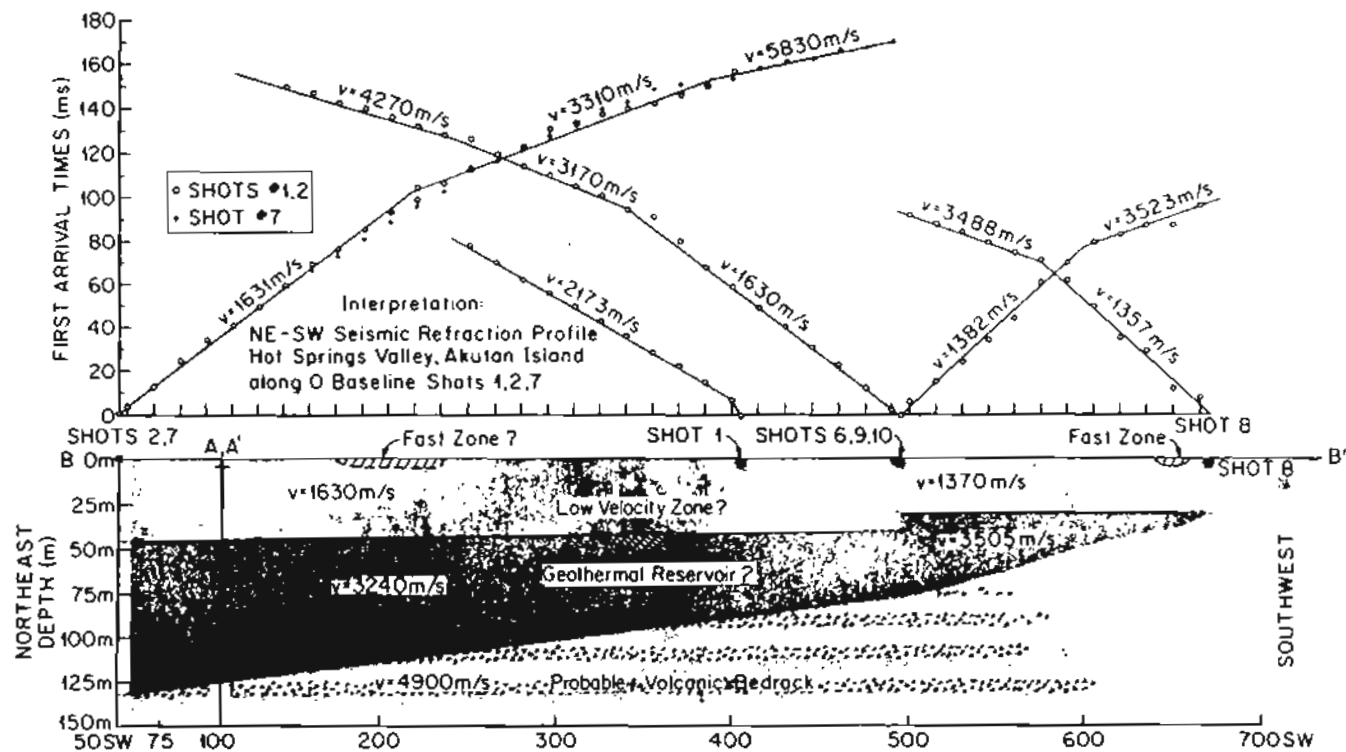 180
160
140
120
100
80
60
40
20
0
FIRST ARRIVAL TIMES (ms)
v=4270m/s
v=3310m/s
v=5830m/s
v=3170m/s
v=1631m/s
v=2173m/s
v=1630m/s
v=3488m/s
v=3523m/s
v=1382m/s
v=1357m/s
SHOTS #1,2
SHOT #7
Interpretation:
NE-SW Seismic Refraction Profile
Hot Springs Valley, Akutan Island
along O Baseline Shots 1,2,7
SHOTS 2,7
A,A'
Fast Zone?
SHOT 1
SHOTS 6,9,10
Fast Zone
SHOT 8
B
B'
SHOT 8
0m
25m
50m
75m
100m
125m
150m
NORTHEAST
DEPTH (m)
v=1630m/s
Low Velocity Zone?
v=1370m/s
v=3505m/s
v=3240m/s
Geothermal Reservoir?
v=4900m/s
Probable Volcanic Bedrock
SOUTHWEST
50SW 75 100 200 300 400 500 600 700SW